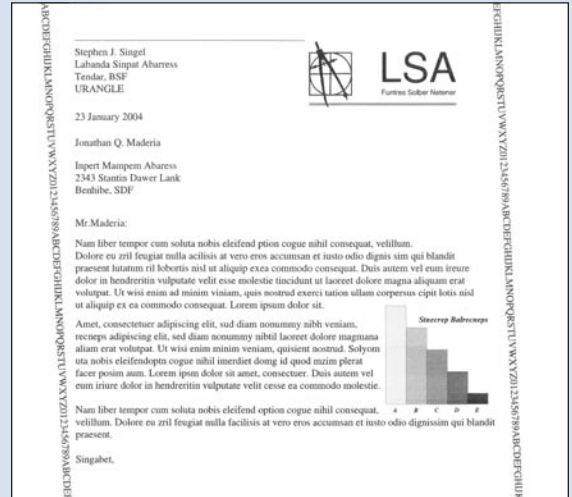 ABCDEFGHIJKLMNOPQRSTUVWXYZ0123456789ABCDEFGHIJKLMNOPQRSTUVWXYZ0123456789ABCDEF
Stephen J. Singel
Labanda Sinpat Abarress
Tendar, BSF
URANGLE
LSA
Funtres Solber Netener
23 January 2004
Jonathan Q. Maderia
Inpert Mampem Abaress
2343 Stantin Dawer Lank
Benhibe, SDF
Mr.Maderia:
Nam liber tempor cum soluta nobis eleifend ption cogue nihil consequat, velillum.
Dolore eu zril feugiat nulla acilisis at vero eros accumsan et iusto odio dignis sim qui blandit
praesent lutatum ril lobortis nisl ut aliquip exea commodo consequat. Duis autem vel eum ireure
dolor in hendreritin vulputate velit esse molestie tincidunt ut laoreet dolore magna aliquam erat
volutpat. Ut wisi enim ad minim viniam, quis nostrud exerci tation ullam corpersus cipit lotis nisl
ut aliquip ex ea commodo consequat. Lorem ipsum dolor sit.
Amet, consectetuer adipiscing elit, sud diam nonummy nibh veniam,
recneps adipiscing elit, sed diam nonummy nibtil laoreet dolore magmana
aliam erat volutpat. Ut wisi enim minim veniam, quisient nostrud. Solyom
uta nobis eleifendoptn cogue nihil imerdiet domg id quod mzim plerat
facer posim aum. Lorem ipsm dolor sit amet, consectuer. Duis autem vel
eum iriure dolor in hendreritin vulputate velit cesse ea commodo molestie.
Stnecrep Balrecneps
A B C D E
Nam liber tempor cum soluta nobis eleifend option cogue nihil consequat,
velillum. Dolore eu zril feugiat nulla facilisis at vero eros accumsan et iusto odio dignissim qui blandit
praesent.
Singabet,
EFGHIJKLMNOPQRSTUVWXYZ0123456789ABCDEFGHIJKLMNOPQRSTUVWXYZ0123456789ABCDEFGHIJK